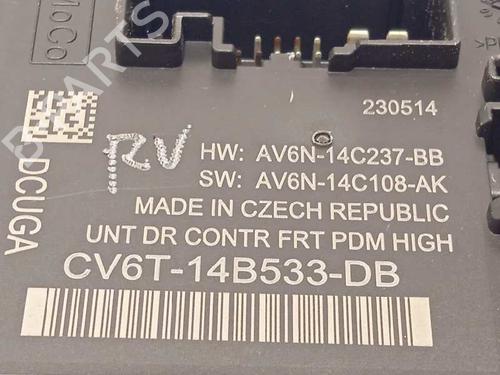 MoCo
230514
RV
HW: AV6N-14C237-BB
SW: AV6N-14C108-AK
DCUGA
MADE IN CZECH REPUBLIC
UNT DR CONTR FRT PDM HIGH
CV6T-14B533-DB